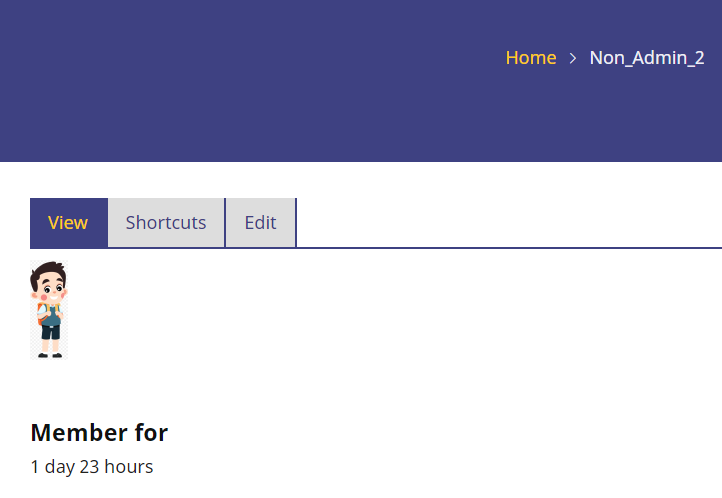 Home > Non_Admin_2
View Shortcuts Edit
Member for
1 day 23 hours